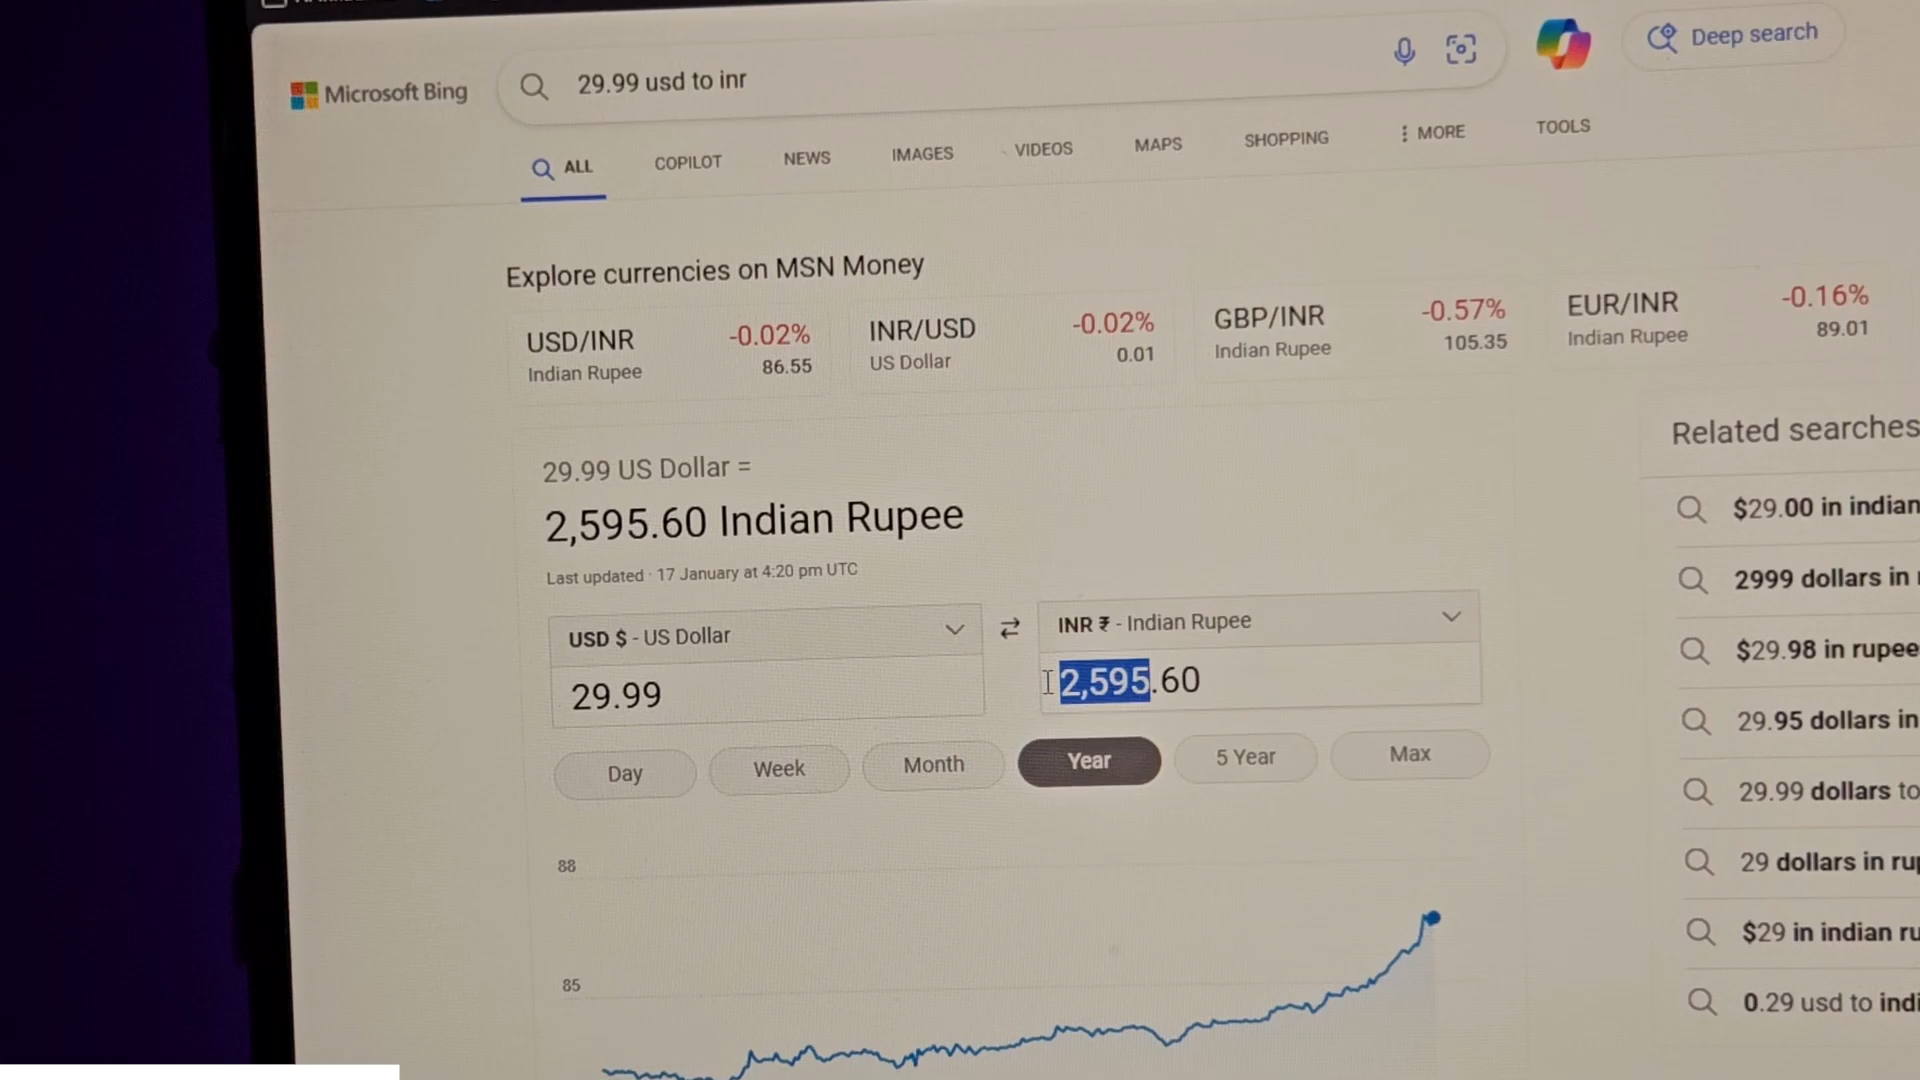 Microsoft Bing
29.99 usd to inr
Deep search
ALL
COPILOT
NEWS
IMAGES
VIDEOS
MAPS
SHOPPING
MORE
TOOLS
Explore currencies on MSN Money
USD/INR -0.02%
Indian Rupee 86.55
INR/USD -0.02%
US Dollar 0.01
GBP/INR -0.57%
Indian Rupee 105.35
EUR/INR -0.16%
Indian Rupee 89.01
29.99 US Dollar =
2,595.60 Indian Rupee
Last updated · 17 January at 4:20 pm UTC
USD $ - US Dollar
29.99
INR ₹ - Indian Rupee
2,595.60
Day
Week
Month
Year
5 Year
Max
88
85
Related searches
$29.00 in indian
2999 dollars in
$29.98 in rupee
29.95 dollars in
29.99 dollars to
29 dollars in ru
$29 in indian ru
0.29 usd to indi